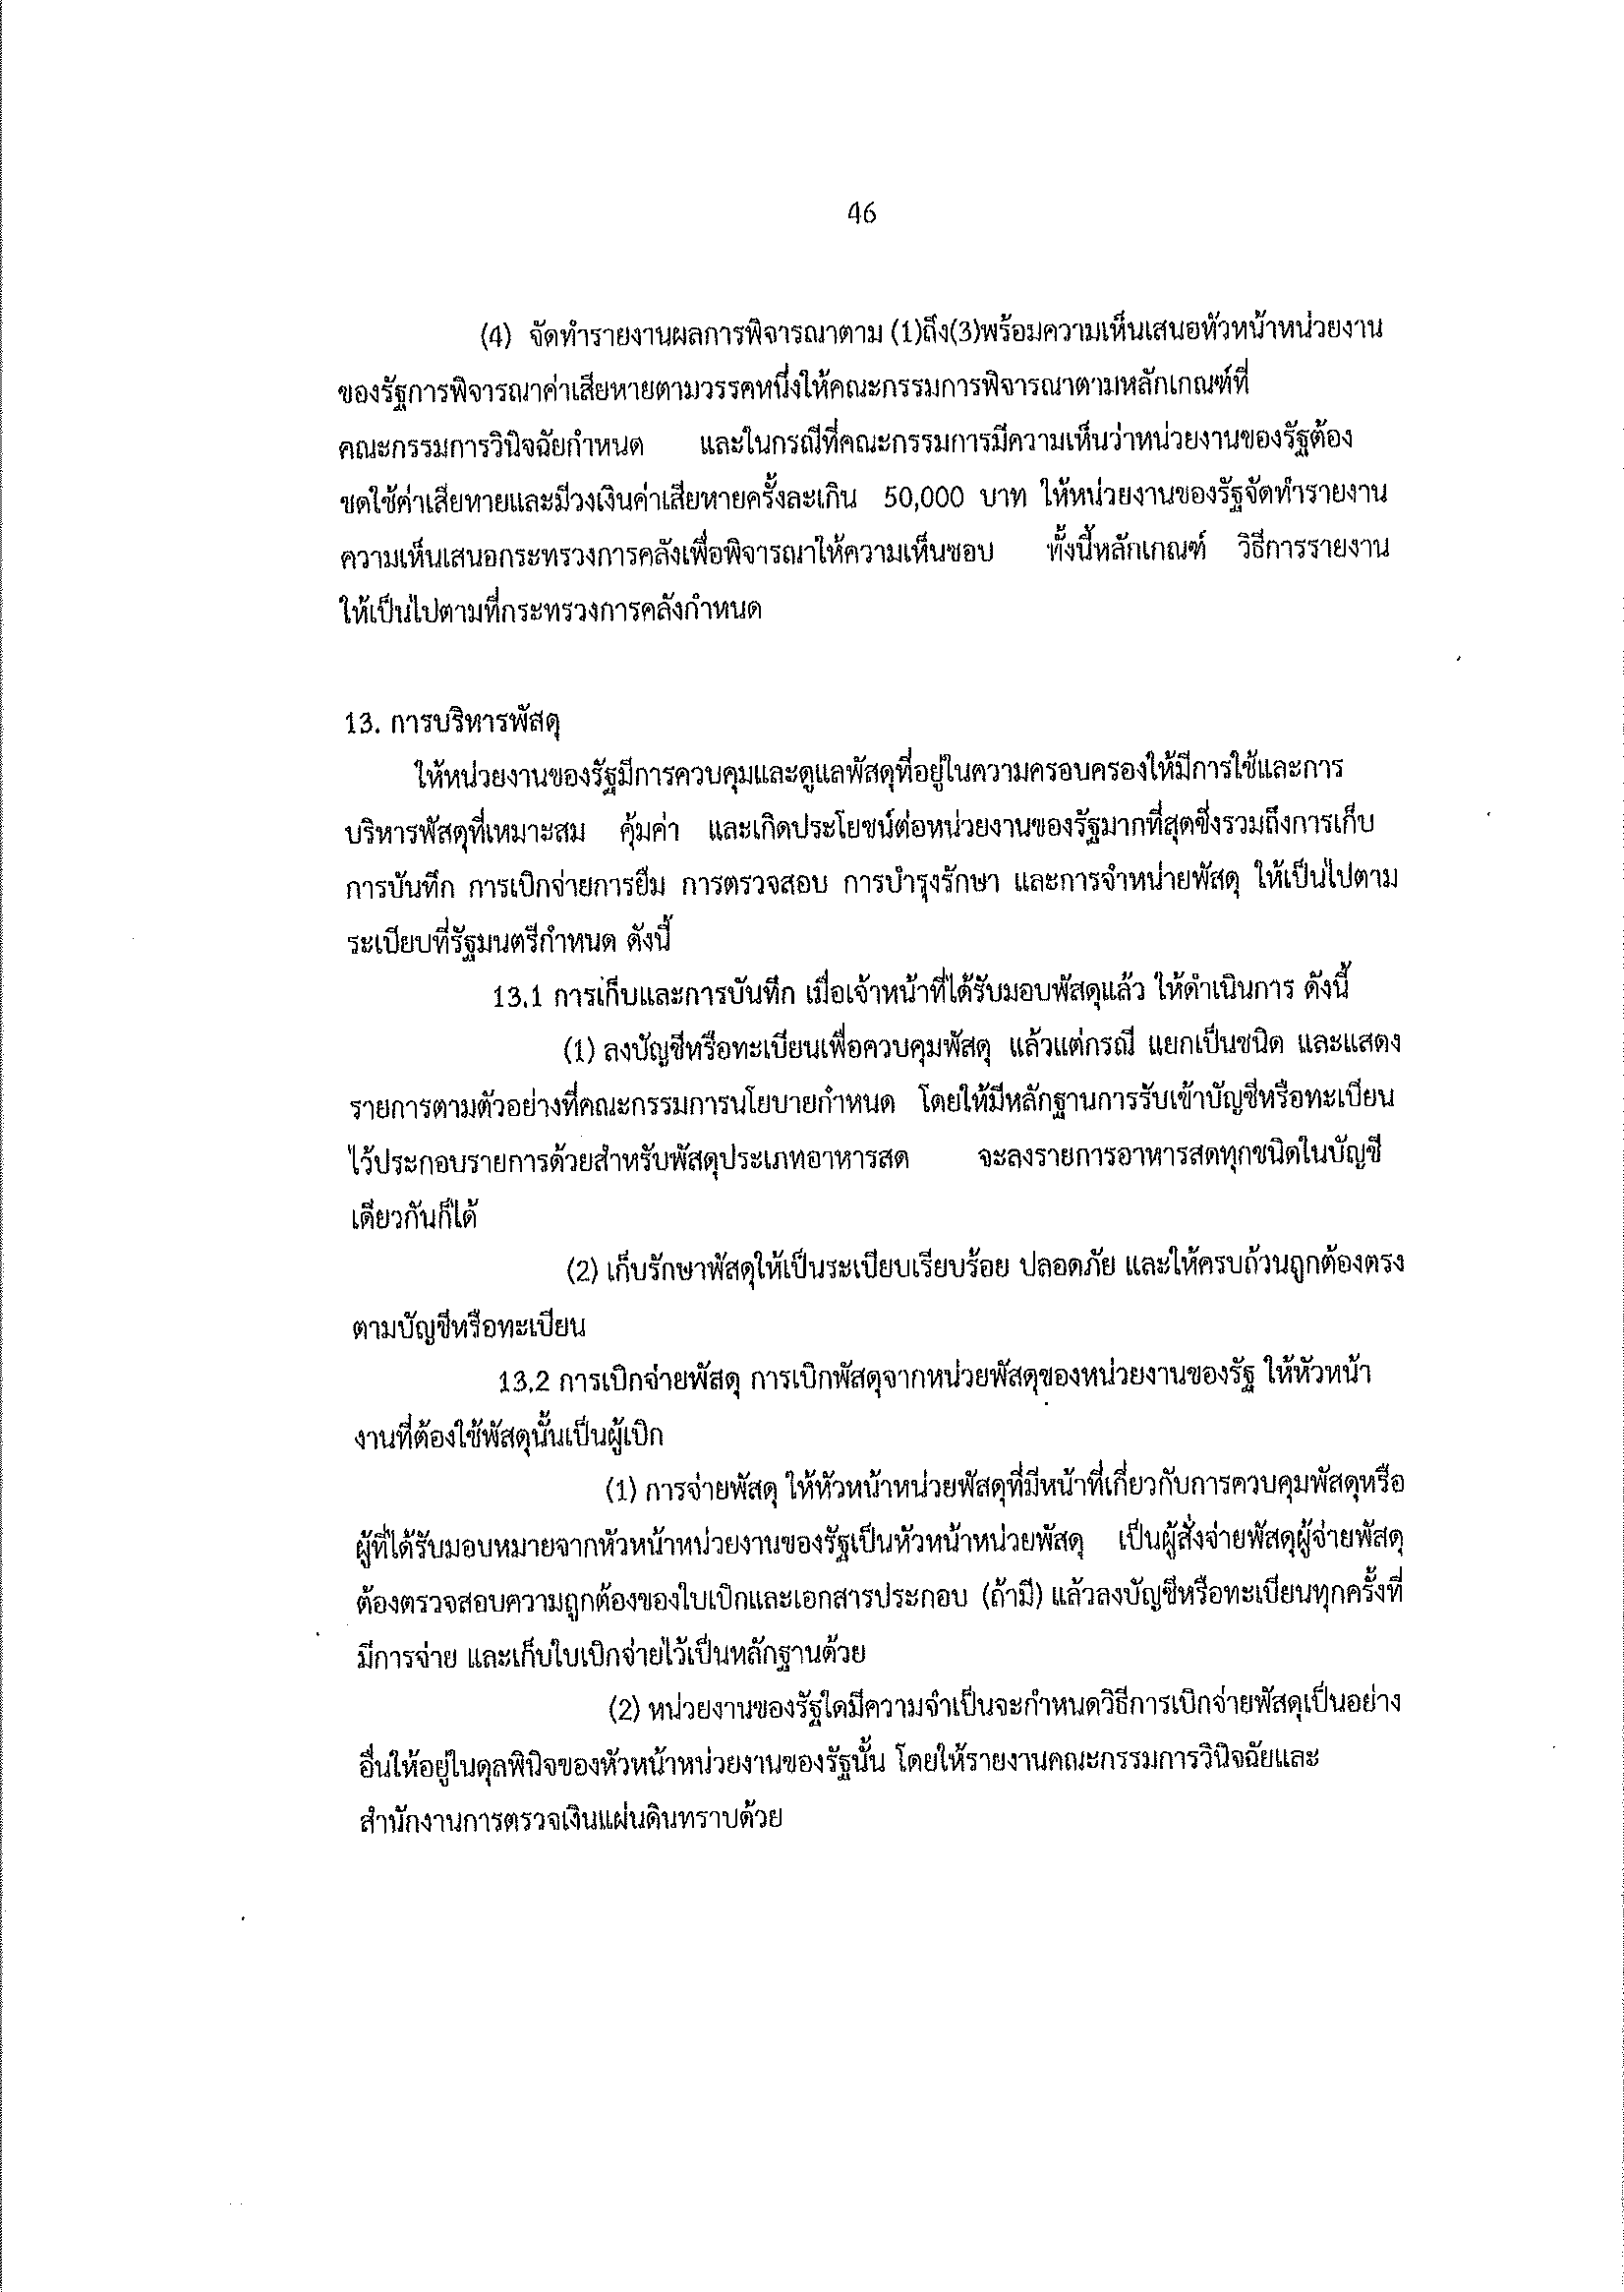 46
(4) จัดทำรายงานผลการพิจารณาตาม (1)ถึง(3)พร้อมความเห็นเสนอหัวหน้าหน่วยงาน
ของรัฐการพิจารณาค่าเสียหายตามวรรคหนึ่งให้คณะกรรมการพิจารณาตามหลักเกณฑ์ที่
คณะกรรมการวินิจฉัยกำหนด และในกรณีที่คณะกรรมการมีความเห็นว่าหน่วยงานของรัฐต้อง
ชดใช้ค่าเสียหายและมีวงเงินค่าเสียหายครั้งละเกิน 50,000 บาท ให้หน่วยงานของรัฐจัดทำรายงาน
ความเห็นเสนอกระทรวงการคลังเพื่อพิจารณาให้ความเห็นชอบ ทั้งนี้หลักเกณฑ์ วิธีการรายงาน
ให้เป็นไปตามที่กระทรวงการคลังกำหนด
13. การบริหารพัสดุ
ให้หน่วยงานของรัฐมีการควบคุมและดูแลพัสดุที่อยู่ในความครอบครองให้มีการใช้และการ
บริหารพัสดุที่เหมาะสม คุ้มค่า และเกิดประโยชน์ต่อหน่วยงานของรัฐมากที่สุดซึ่งรวมถึงการเก็บ
การบันทึก การเบิกจ่ายการยืม การตรวจสอบ การบำรุงรักษา และการจำหน่ายพัสดุ ให้เป็นไปตาม
ระเบียบที่รัฐมนตรีกำหนด ดังนี้
13.1 การเก็บและการบันทึก เมื่อเจ้าหน้าที่ได้รับมอบพัสดุแล้ว ให้ดำเนินการ ดังนี้
(1) ลงบัญชีหรือทะเบียนเพื่อควบคุมพัสดุ แล้วแต่กรณี แยกเป็นชนิด และแสดง
รายการตามตัวอย่างที่คณะกรรมการนโยบายกำหนด โดยให้มีหลักฐานการรับเข้าบัญชีหรือทะเบียน
ไว้ประกอบรายการด้วยสำหรับพัสดุประเภทอาหารสด จะลงรายการอาหารสดทุกชนิดในบัญชี
เดียวกันก็ได้
(2) เก็บรักษาพัสดุให้เป็นระเบียบเรียบร้อย ปลอดภัย และให้ครบถ้วนถูกต้องตรง
ตามบัญชีหรือทะเบียน
13.2 การเบิกจ่ายพัสดุ การเบิกพัสดุจากหน่วยพัสดุของหน่วยงานของรัฐ ให้หัวหน้า
งานที่ต้องใช้พัสดุนั้นเป็นผู้เบิก
(1) การจ่ายพัสดุ ให้หัวหน้าหน่วยพัสดุที่มีหน้าที่เกี่ยวกับการควบคุมพัสดุหรือ
ผู้ที่ได้รับมอบหมายจากหัวหน้าหน่วยงานของรัฐเป็นหัวหน้าหน่วยพัสดุ เป็นผู้สั่งจ่ายพัสดุผู้จ่ายพัสดุ
ต้องตรวจสอบความถูกต้องของใบเบิกและเอกสารประกอบ (ถ้ามี) แล้วลงบัญชีหรือทะเบียนทุกครั้งที่
มีการจ่าย และเก็บใบเบิกจ่ายไว้เป็นหลักฐานด้วย
(2) หน่วยงานของรัฐใดมีความจำเป็นจะกำหนดวิธีการเบิกจ่ายพัสดุเป็นอย่าง
อื่นให้อยู่ในดุลพินิจของหัวหน้าหน่วยงานของรัฐนั้น โดยให้รายงานคณะกรรมการวินิจฉัยและ
สำนักงานการตรวจเงินแผ่นดินทราบด้วย